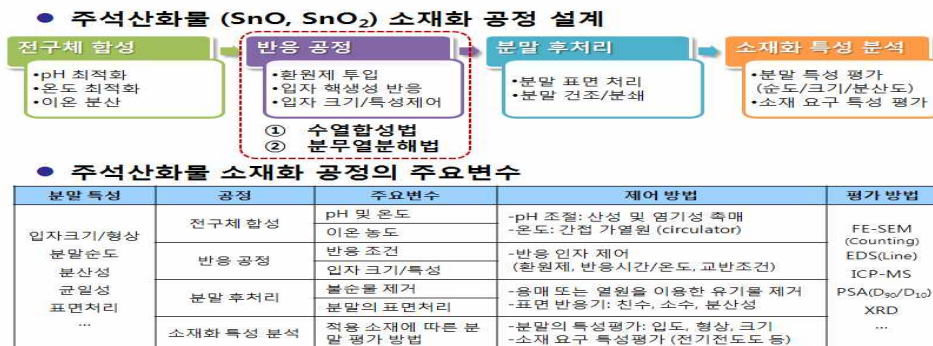 ● 주석산화물 (SnO, SnO₂) 소재화 공정 설계
전구체 합성
•pH 최적화
•온도 최적화
•이온 분산
반응 공정
•환원제 투입
•입자 핵생성 반응
•입자 크기/특성제어
① 수열합성법
② 분무열분해법
분말 후처리
•분말 표면 처리
•분말 건조/분쇄
소재화 특성 분석
•분말 특성 평가
(순도/크기/분산도)
•소재 요구 특성 평가
● 주석산화물 소재화 공정의 주요변수
분말 특성 공정 주요변수 제어 방법 평가 방법
입자크기/형상
분말순도
분산성
균일성
표면처리
...
전구체 합성
pH 및 온도
이온 농도
-pH 조절: 산성 및 염기성 촉매
-온도: 간접 가열원 (circulator)
반응 공정
반응 조건
입자 크기/특성
-반응 인자 제어
(환원제, 반응시간/온도, 교반조건)
분말 후처리
불순물 제거
분말의 표면처리
-용매 또는 열원을 이용한 유기물 제거
-표면 반응기: 친수, 소수, 분산성
소재화 특성 분석
적용 소재에 따른 분
말 평가 방법
-분말의 특성평가: 입도, 형상, 크기
-소재 요구 특성평가 (전기전도도 등)
FE-SEM
(Counting)
EDS(Line)
ICP-MS
PSA(D₉₀/D₁₀)
XRD
...